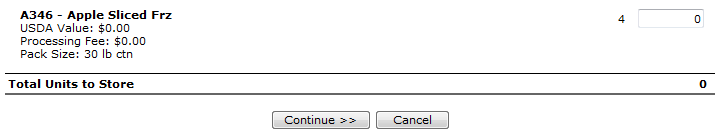 A346 - Apple Sliced Frz 4 0
USDA Value: $0.00
Processing Fee: $0.00
Pack Size: 30 lb ctn
Total Units to Store 0
Continue >> Cancel